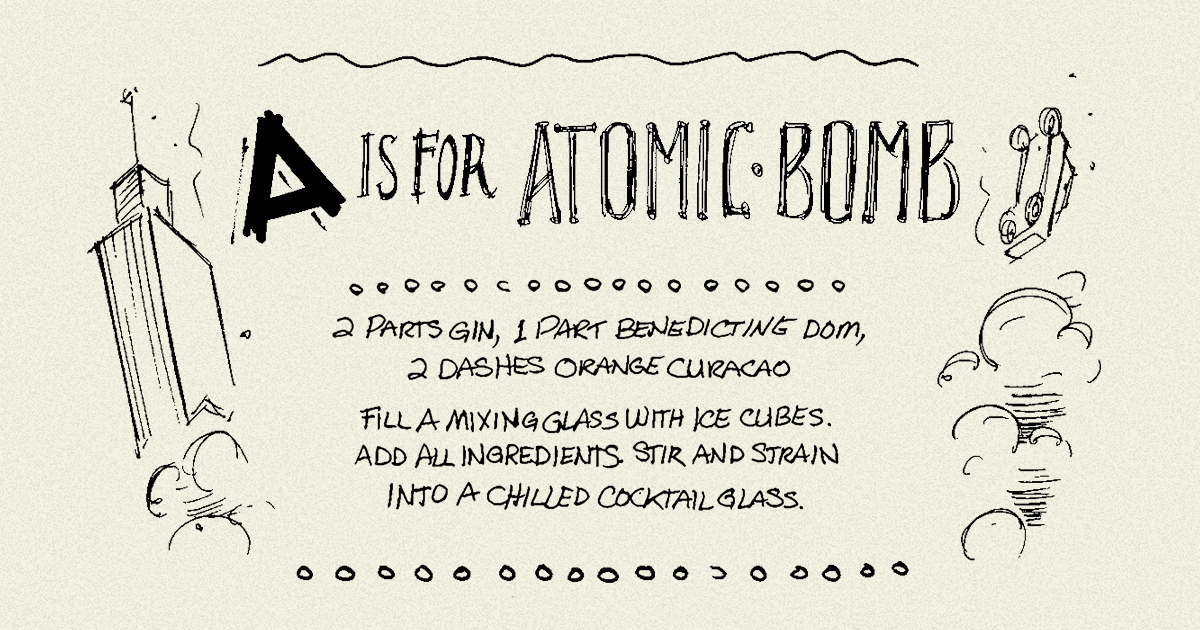 A IS FOR ATOMIC·BOMB
2 PARTS GIN, 1 PART BENEDICTINE DOM,
2 DASHES ORANGE CURACAO
FILL A MIXING GLASS WITH ICE CUBES.
ADD ALL INGREDIENTS. STIR AND STRAIN
INTO A CHILLED COCKTAIL GLASS.